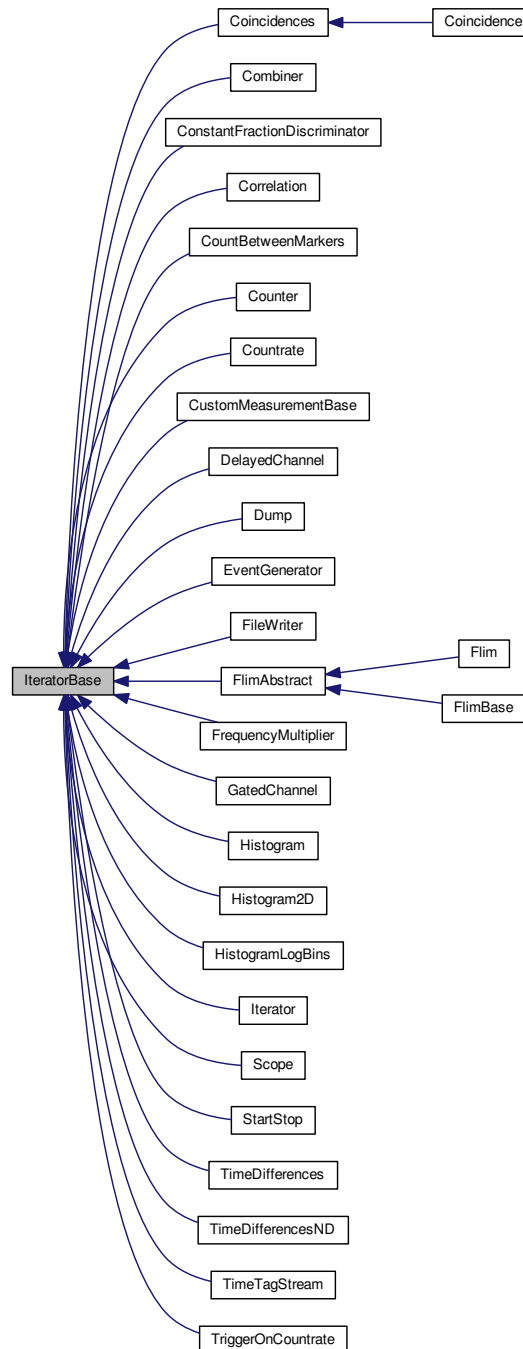 Coincidences
Coincidence
Combiner
ConstantFractionDiscriminator
Correlation
CountBetweenMarkers
Counter
Countrate
CustomMeasurementBase
DelayedChannel
Dump
EventGenerator
FileWriter
Flim
IteratorBase
FlimAbstract
FlimBase
FrequencyMultiplier
GatedChannel
Histogram
Histogram2D
HistogramLogBins
Iterator
Scope
StartStop
TimeDifferences
TimeDifferencesND
TimeTagStream
TriggerOnCountrate